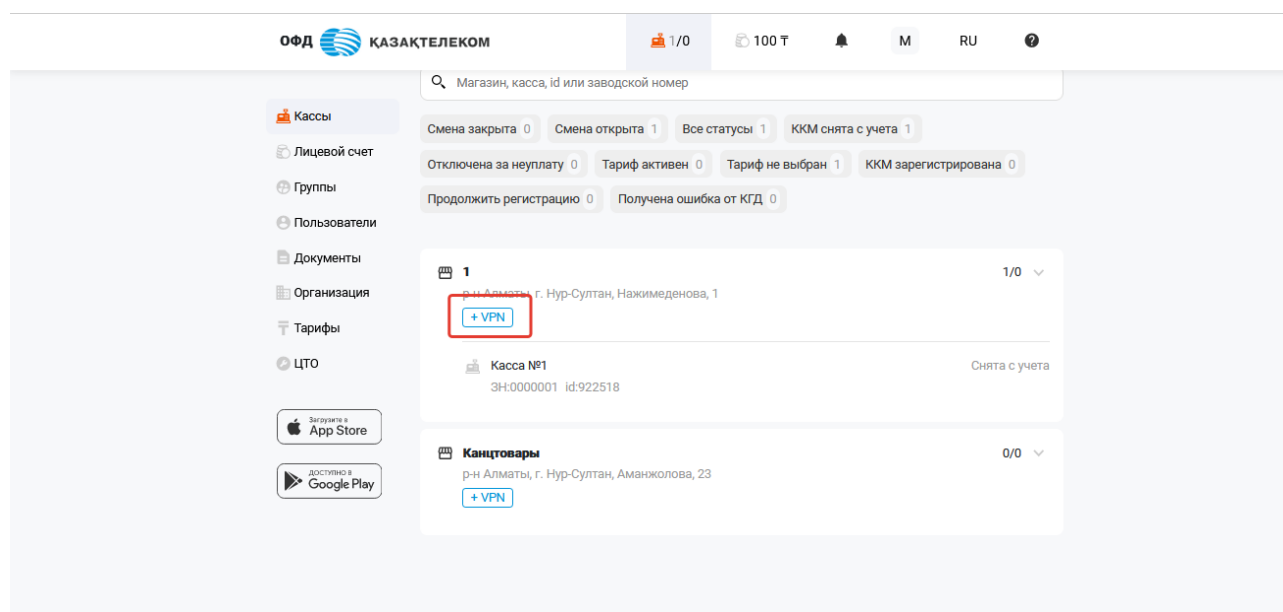 ОФД ҚАЗАҚТЕЛЕКОМ 1/0 100 ₸ M RU ?
Магазин, касса, id или заводской номер
Кассы
Лицевой счет
Группы
Пользователи
Документы
Организация
Тарифы
ЦТО
Загрузите в
App Store
ДОСТУПНО В
Google Play
Смена закрыта 0 Смена открыта 1 Все статусы 1 ККМ снята с учета 1
Отключена за неуплату 0 Тариф активен 0 Тариф не выбран 1 ККМ зарегистрирована 0
Продолжить регистрацию 0 Получена ошибка от КГД 0
1 1/0
р-н Алматы, г. Нур-Султан, Нажимеденова, 1
+ VPN
Касса №1 Снята с учета
ЗН:0000001 id:922518
Канцтовары 0/0
р-н Алматы, г. Нур-Султан, Аманжолова, 23
+ VPN